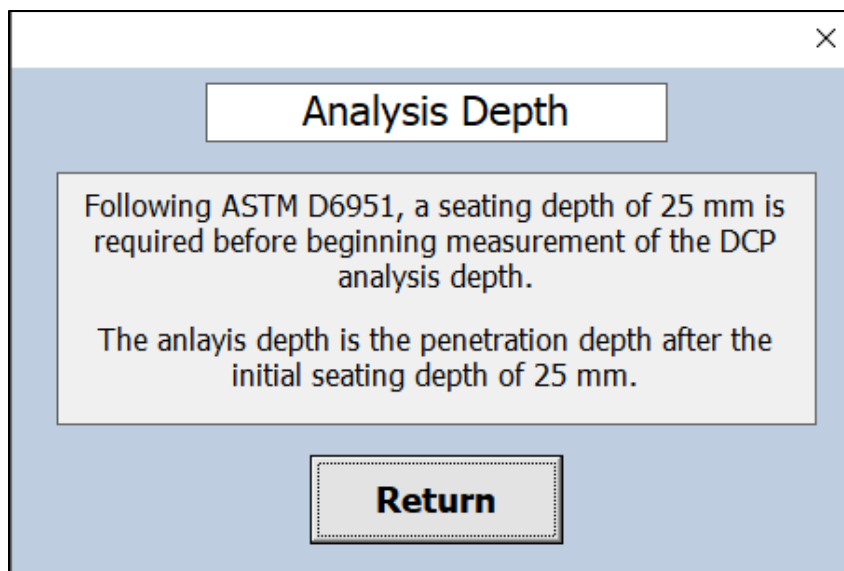 Analysis Depth
Following ASTM D6951, a seating depth of 25 mm is
required before beginning measurement of the DCP
analysis depth.
The anlayis depth is the penetration depth after the
initial seating depth of 25 mm.
Return